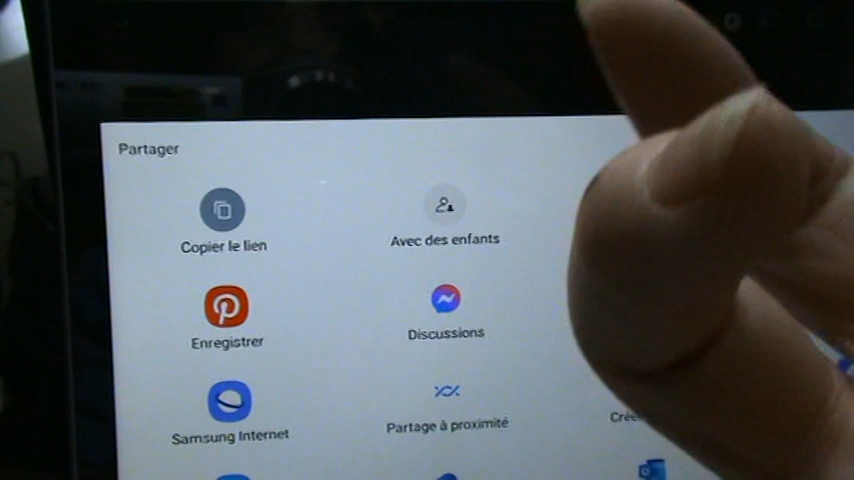 Partager
Copier le lien
Avec des enfants
Enregistrer
Discussions
Samsung Internet
Partage à proximité